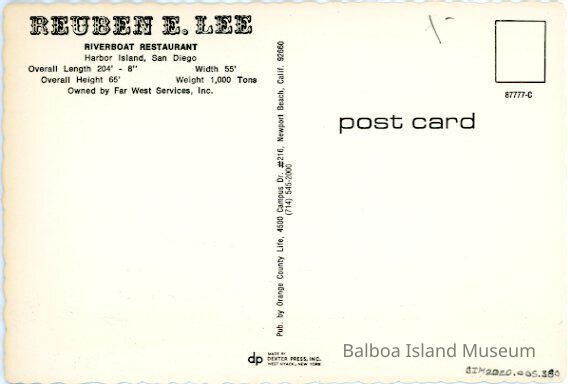 REUBEN E. LEE
RIVERBOAT RESTAURANT
Harbor Island, San Diego
Overall Length 204' - 8" Width 55'
Overall Height 65' Weight 1,000 Tons
Owned by Far West Services, Inc.
Pub. by Orange County Life, 4500 Campus Dr. #216, Newport Beach, Calif. 92660
(714) 545-2000
87777-C
post card
dp
MADE BY
DEXTER PRESS, INC.
WEST NYACK, NEW YORK
Balboa Island Museum